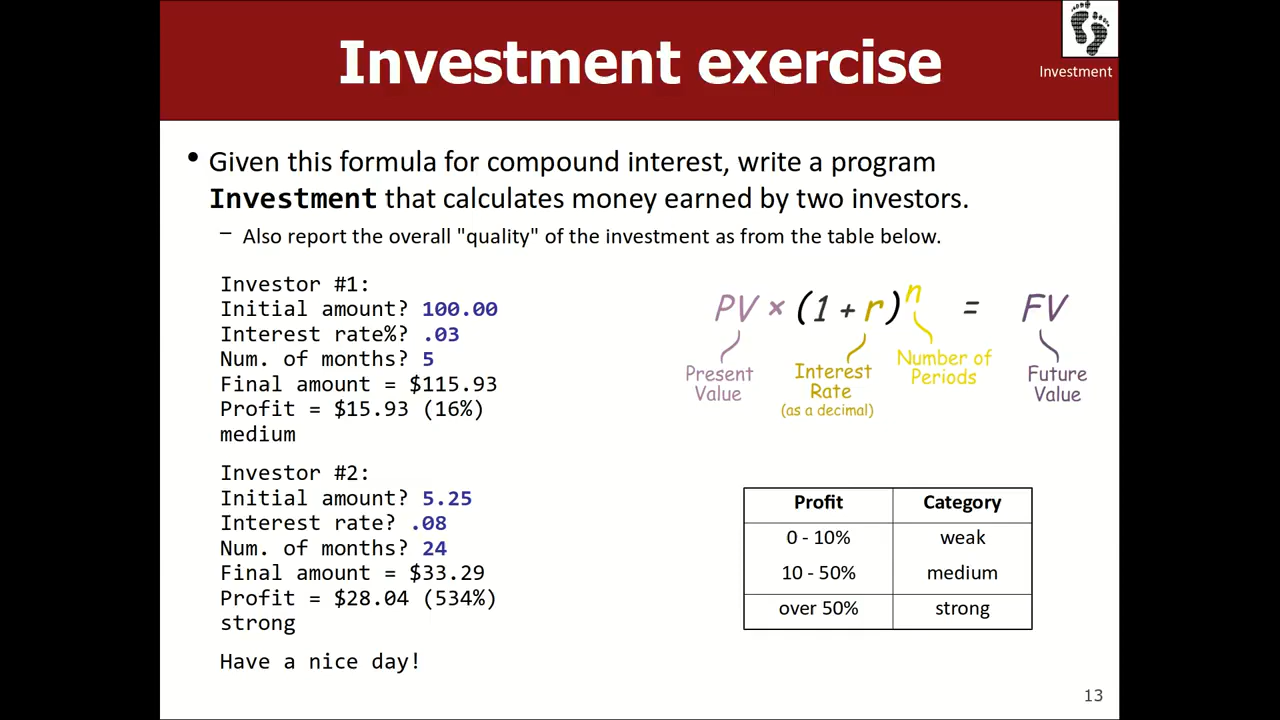 Investment exercise
Investment
• Given this formula for compound interest, write a program
Investment that calculates money earned by two investors.
– Also report the overall "quality" of the investment as from the table below.
Investor #1:
Initial amount? 100.00
Interest rate%? .03
Num. of months? 5
Final amount = $115.93
Profit = $15.93 (16%)
medium
Investor #2:
Initial amount? 5.25
Interest rate? .08
Num. of months? 24
Final amount = $33.29
Profit = $28.04 (534%)
strong
Have a nice day!
PV × (1 + r)^n = FV
Present Value
Interest Rate (as a decimal)
Number of Periods
Future Value
Profit Category
0 - 10% weak
10 - 50% medium
over 50% strong
13